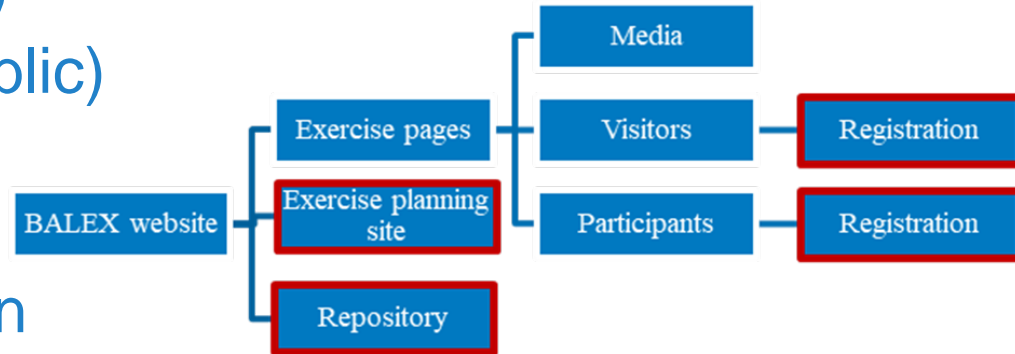 )
blic)
n
BALEX website
Exercise pages
Exercise planning
site
Repository
Media
Visitors
Participants
Registration
Registration